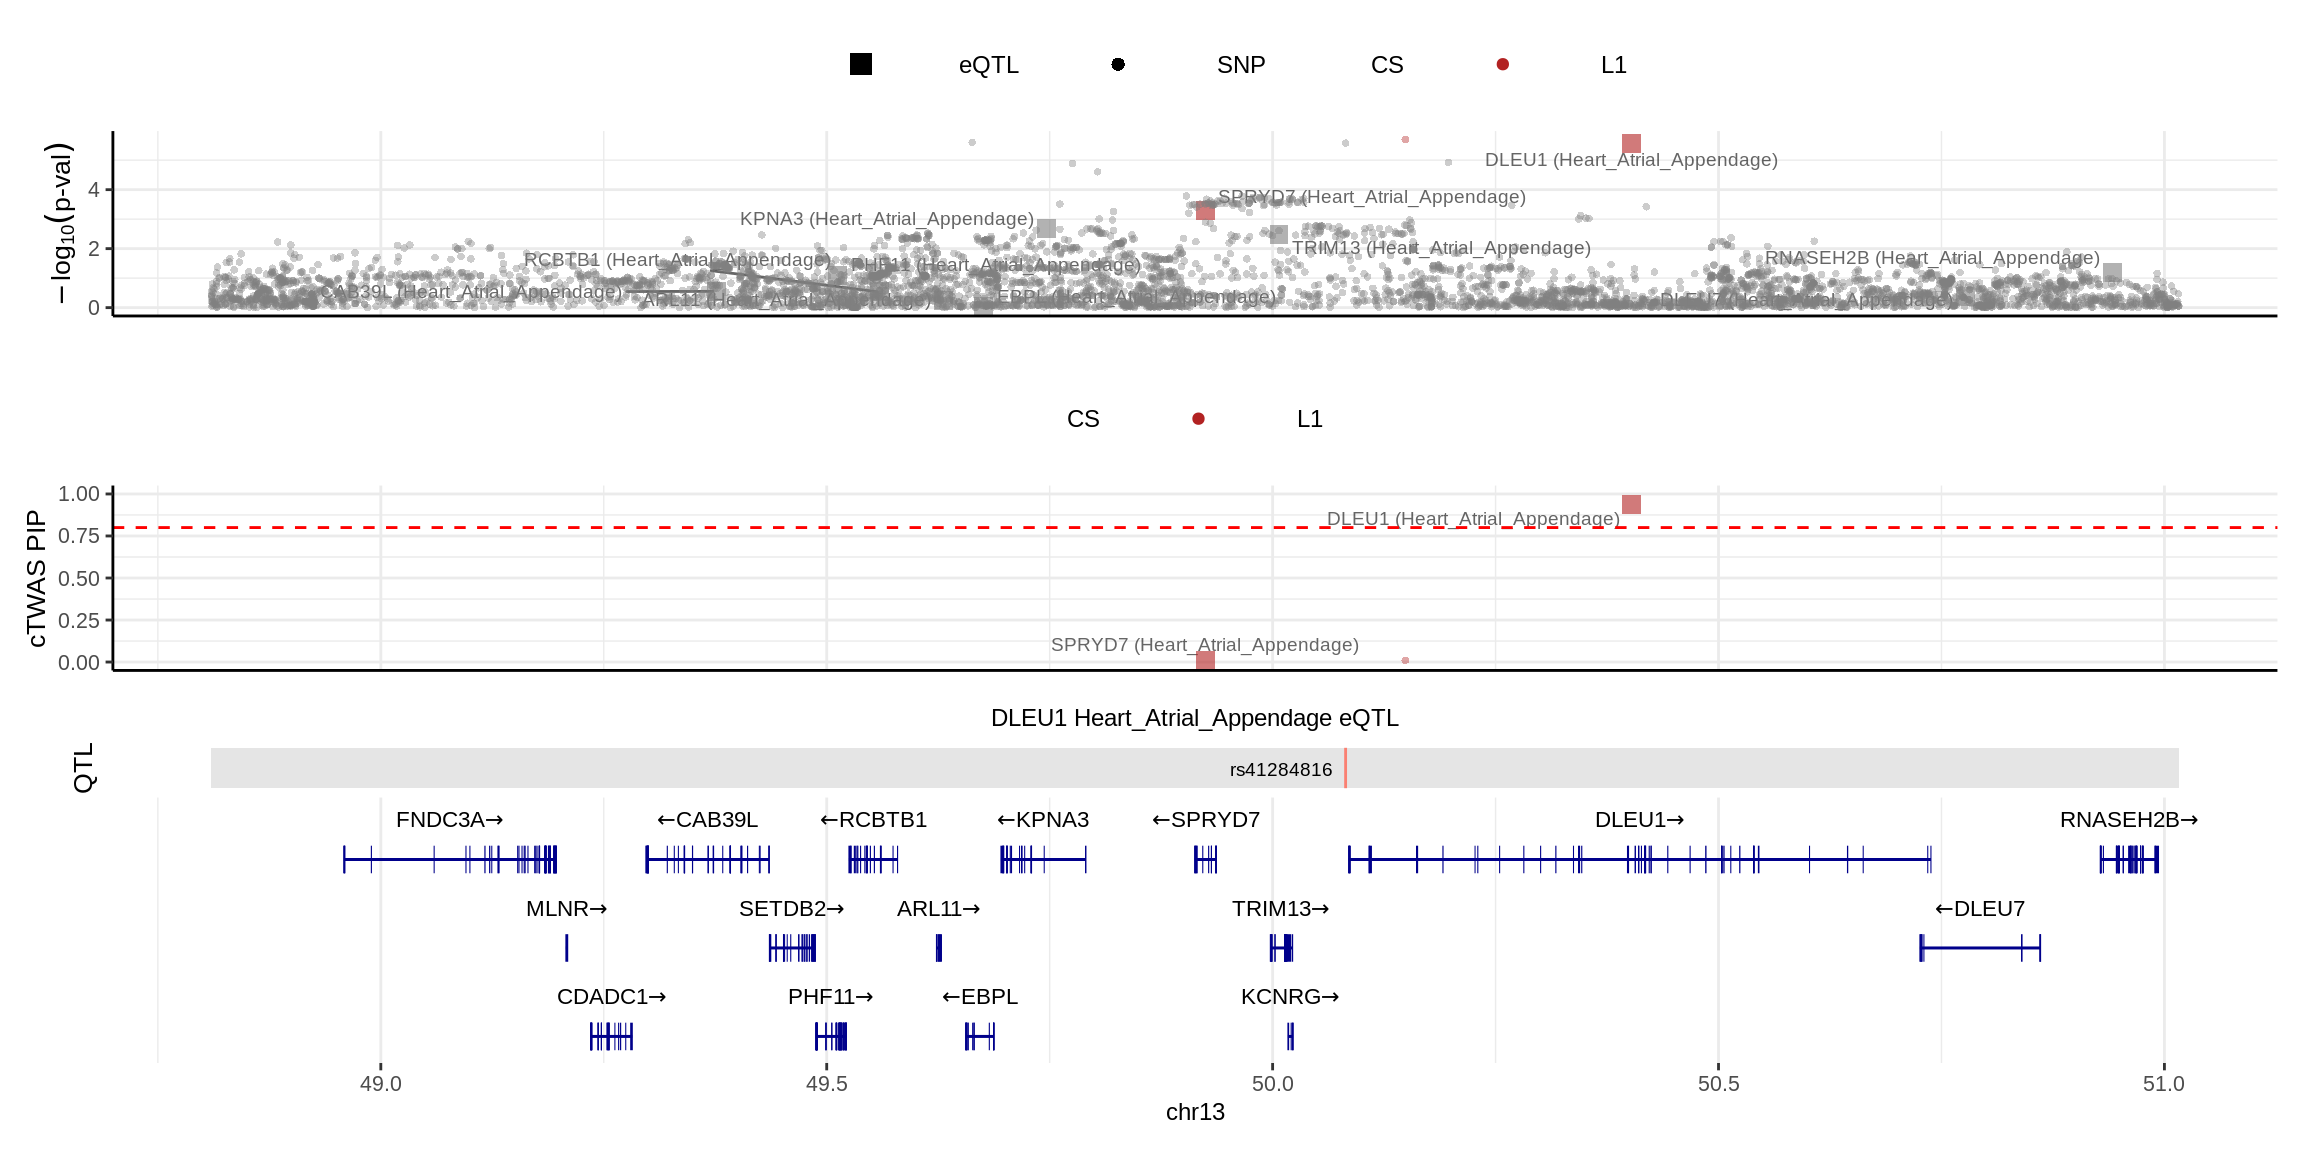 eQTL SNP CS L1
−log10(p-val)
4
2
0
DLEU1 (Heart_Atrial_Appendage)
SPRYD7 (Heart_Atrial_Appendage)
KPNA3 (Heart_Atrial_Appendage)
TRIM13 (Heart_Atrial_Appendage)
RCBTB1 (Heart_Atrial_Appendage)
PHF11 (Heart_Atrial_Appendage)
RNASEH2B (Heart_Atrial_Appendage)
CAB39L (Heart_Atrial_Appendage)
ARL11 (Heart_Atrial_Appendage)
EBPL (Heart_Atrial_Appendage)
DLEU7 (Heart_Atrial_Appendage)
CS L1
cTWAS PIP
1.00
0.75
0.50
0.25
0.00
DLEU1 (Heart_Atrial_Appendage)
SPRYD7 (Heart_Atrial_Appendage)
DLEU1 Heart_Atrial_Appendage eQTL
QTL
rs41284816
FNDC3A→ ←CAB39L ←RCBTB1 ←KPNA3 ←SPRYD7 DLEU1→ RNASEH2B→
MLNR→ SETDB2→ ARL11→ TRIM13→ ←DLEU7
CDADC1→ PHF11→ ←EBPL KCNRG→
49.0 49.5 50.0 50.5 51.0
chr13